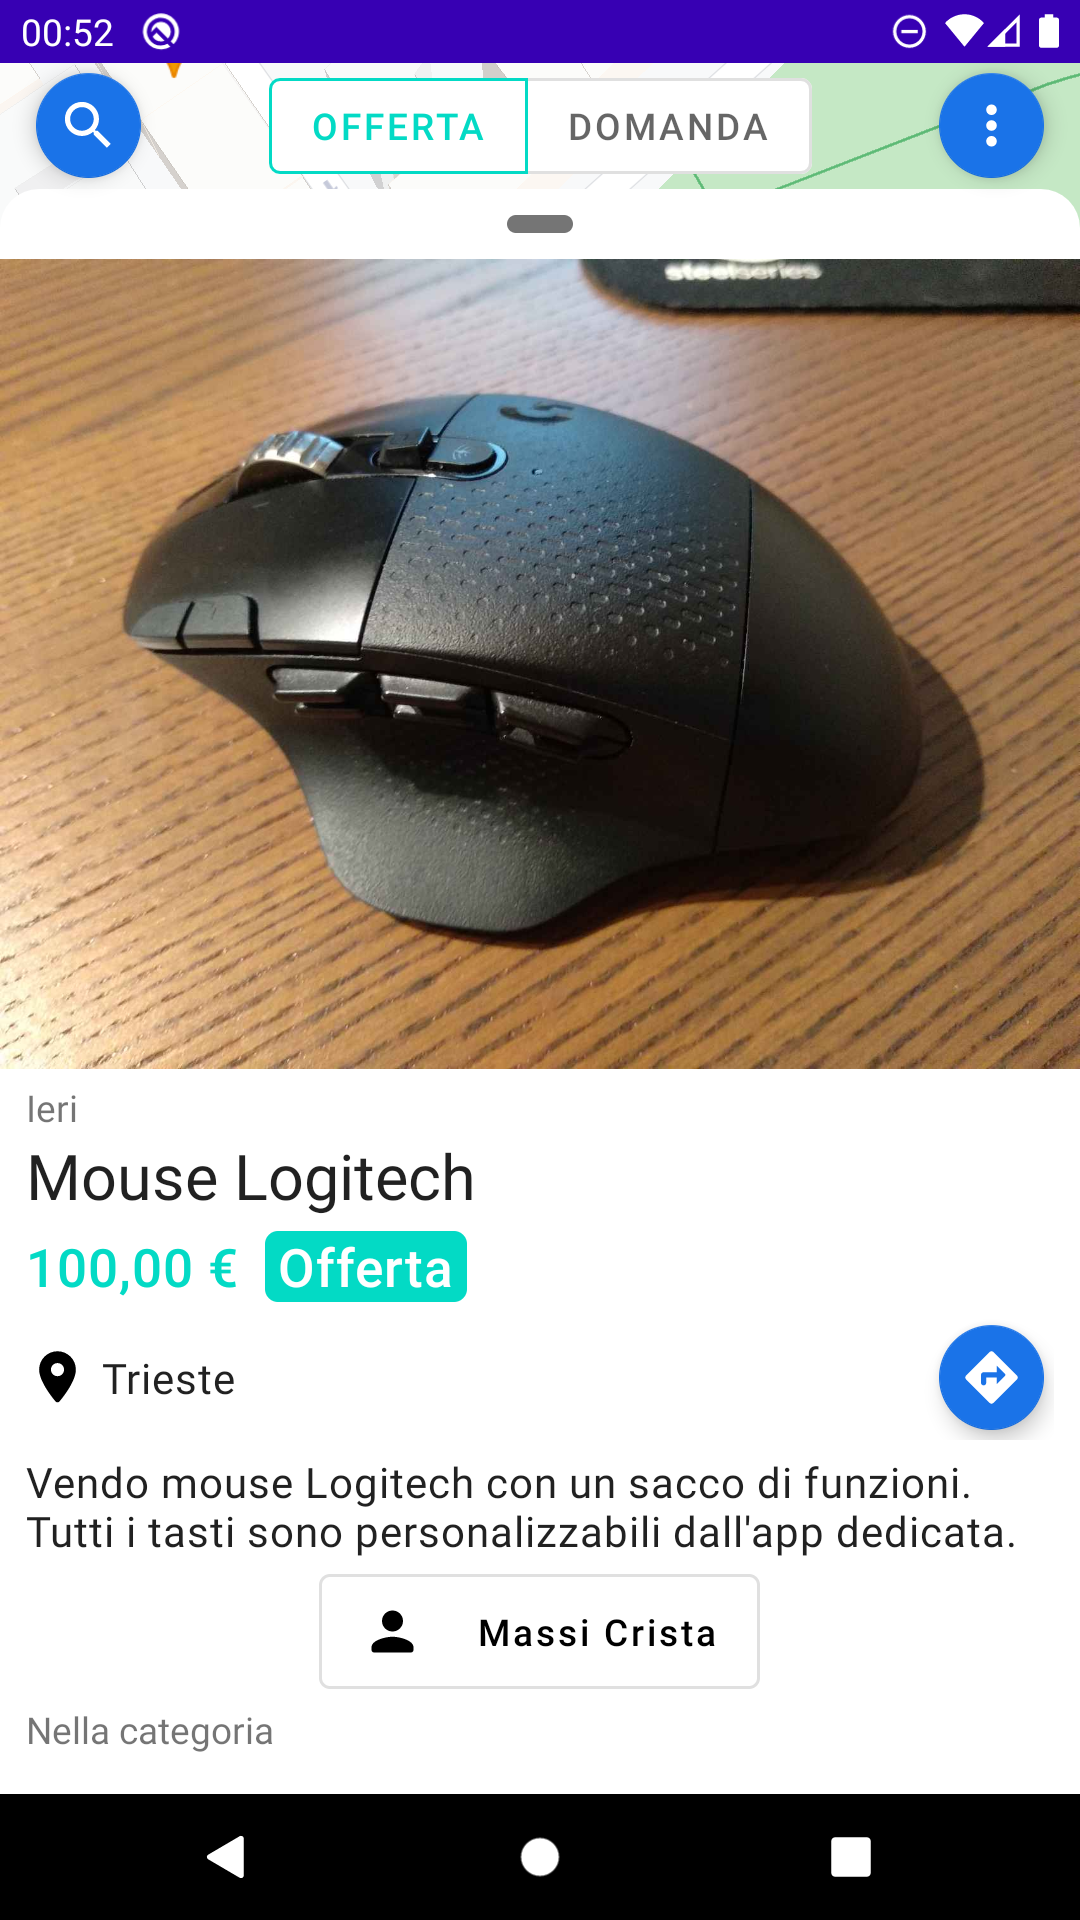 00:52
OFFERTA
DOMANDA
steelseries
Ieri
Mouse Logitech
100,00 €
Offerta
Trieste
Vendo mouse Logitech con un sacco di funzioni.
Tutti i tasti sono personalizzabili dall'app dedicata.
Massi Crista
Nella categoria